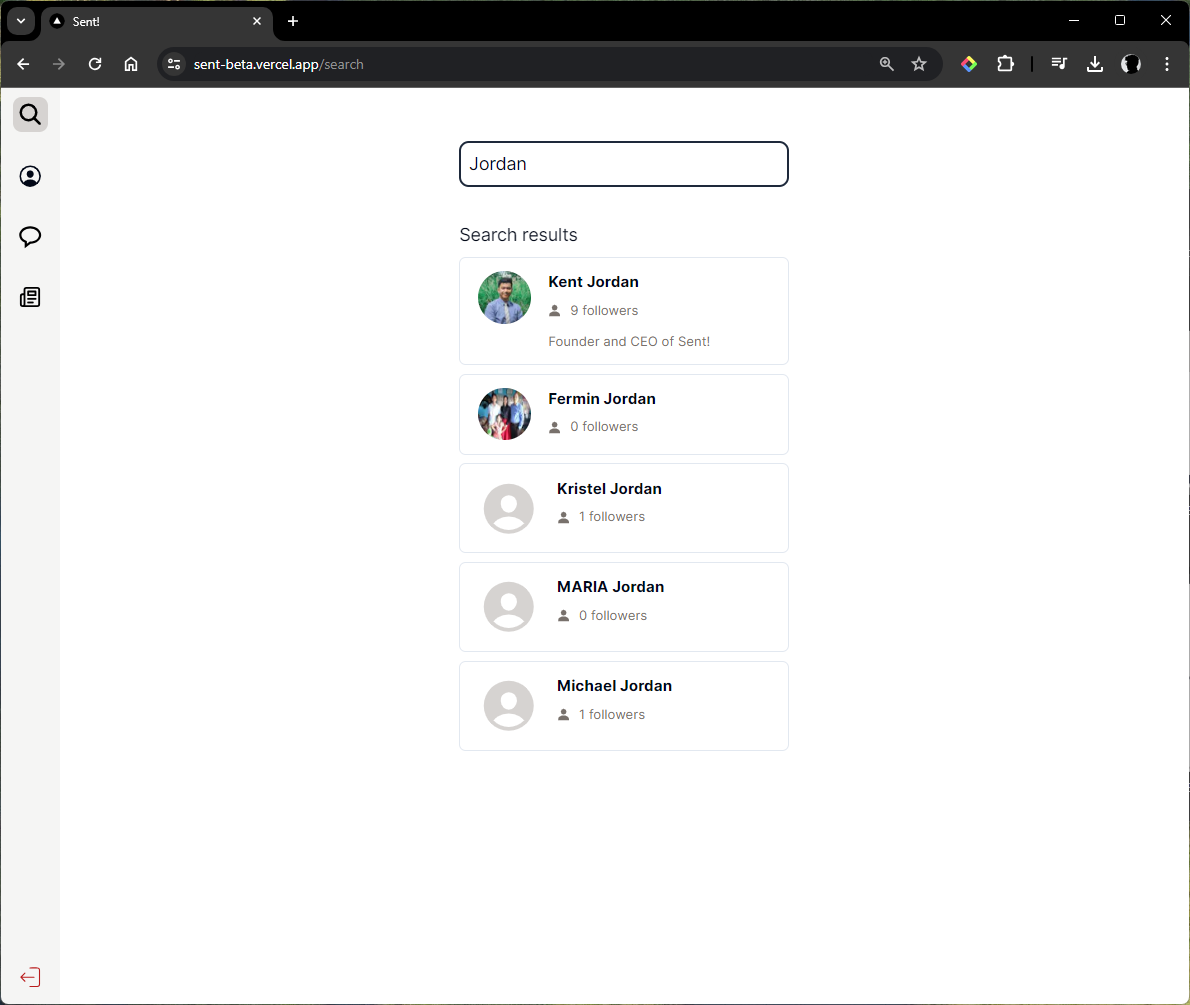 Sent!
sent-beta.vercel.app/search
Jordan
Search results
Kent Jordan
9 followers
Founder and CEO of Sent!
Fermin Jordan
0 followers
Kristel Jordan
1 followers
MARIA Jordan
0 followers
Michael Jordan
1 followers